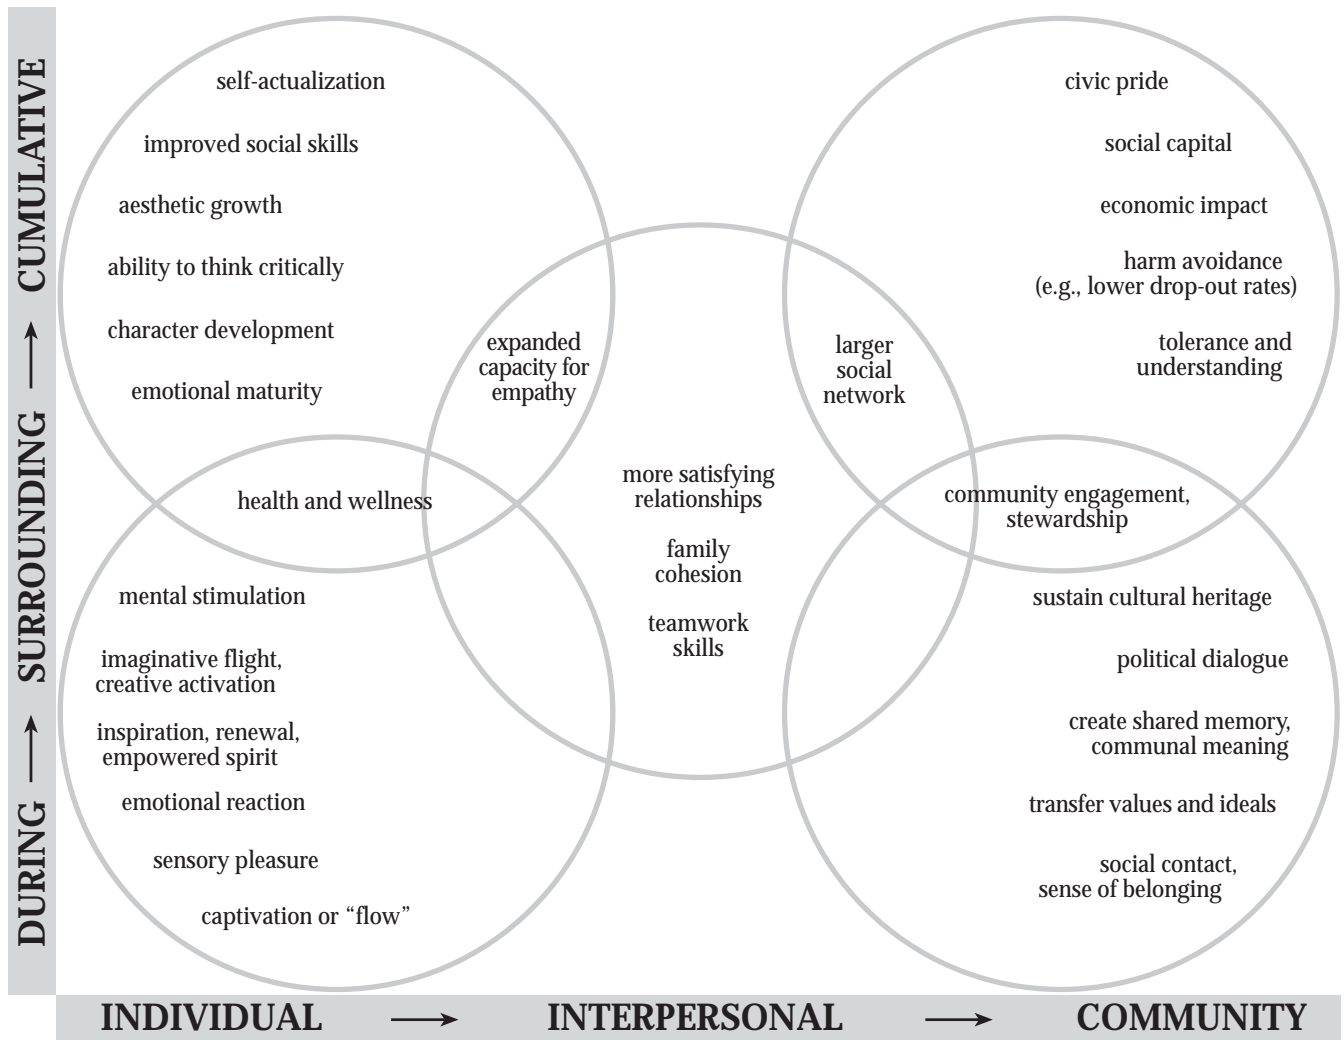 CUMULATIVE
SURROUNDING
DURING
self-actualization
improved social skills
aesthetic growth
ability to think critically
character development
emotional maturity
civic pride
social capital
economic impact
harm avoidance
(e.g., lower drop-out rates)
tolerance and
understanding
expanded
capacity for
empathy
larger
social
network
health and wellness
more satisfying
relationships
family
cohesion
teamwork
skills
community engagement,
stewardship
mental stimulation
imaginative flight,
creative activation
inspiration, renewal,
empowered spirit
emotional reaction
sensory pleasure
captivation or “flow”
sustain cultural heritage
political dialogue
create shared memory,
communal meaning
transfer values and ideals
social contact,
sense of belonging
INDIVIDUAL
INTERPERSONAL
COMMUNITY